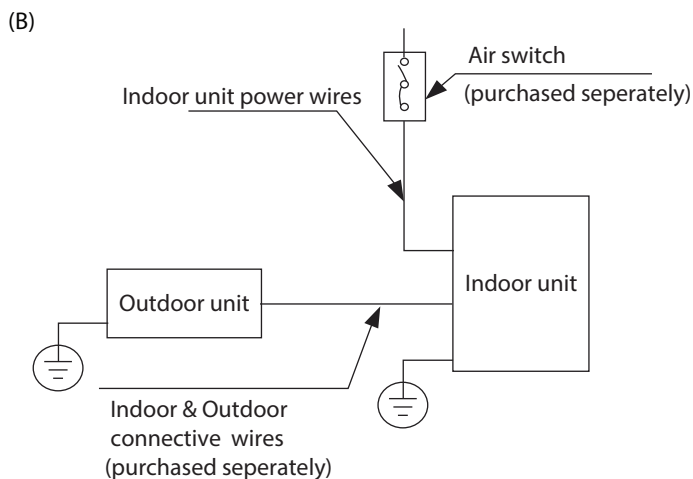 (B)
Air switch
(purchased seperately)
Indoor unit power wires
Indoor unit
Outdoor unit
Indoor & Outdoor
connective wires
(purchased seperately)